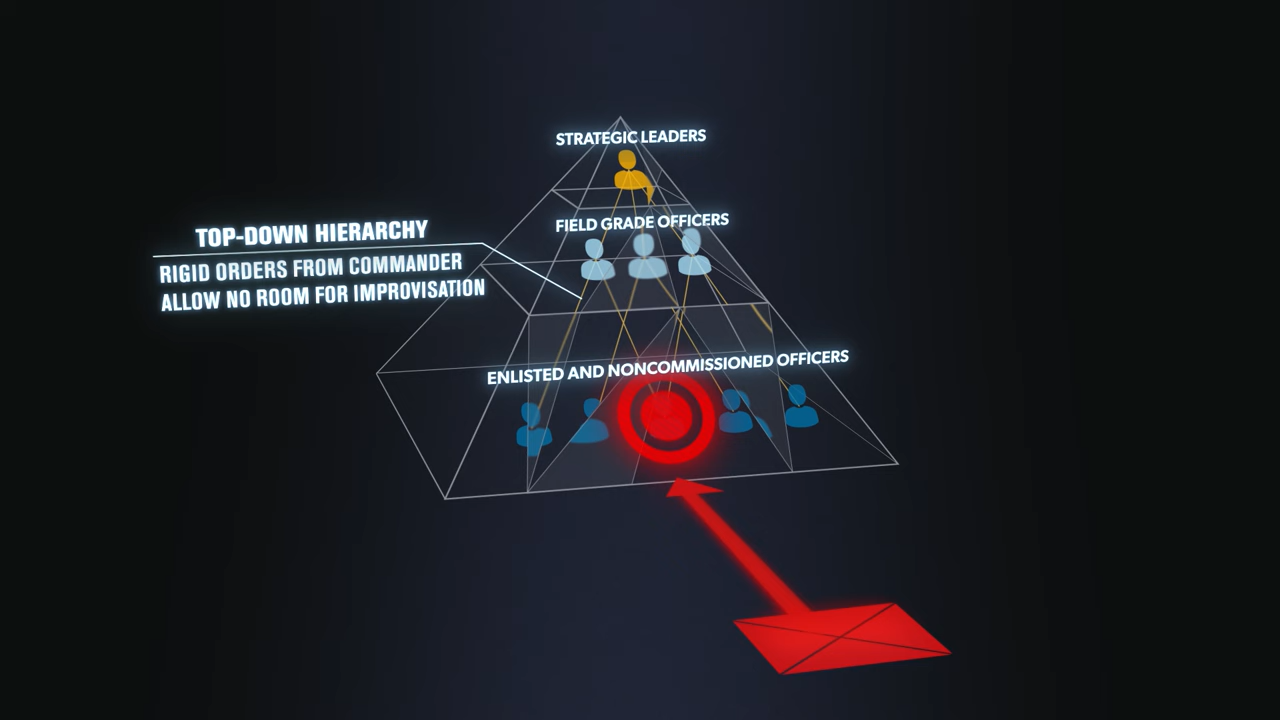 STRATEGIC LEADERS
FIELD GRADE OFFICERS
TOP-DOWN HIERARCHY
RIGID ORDERS FROM COMMANDER
ALLOW NO ROOM FOR IMPROVISATION
ENLISTED AND NONCOMMISSIONED OFFICERS